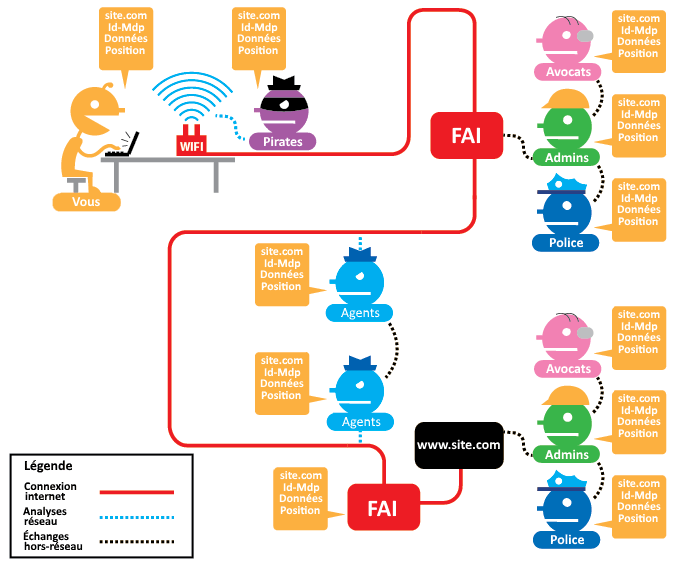 site.com
Id-Mdp
Données
Position
site.com
Id-Mdp
Données
Position
WIFI
Pirates
Vous
FAI
site.com
Id-Mdp
Données
Position
Avocats
site.com
Id-Mdp
Données
Position
Admins
site.com
Id-Mdp
Données
Position
Police
site.com
Id-Mdp
Données
Position
Agents
site.com
Id-Mdp
Données
Position
Agents
site.com
Id-Mdp
Données
Position
Avocats
www.site.com
site.com
Id-Mdp
Données
Position
Admins
site.com
Id-Mdp
Données
Position
Police
site.com
Id-Mdp
Données
Position
FAI
Légende
Connexion
internet
Analyses
réseau
Échanges
hors-réseau